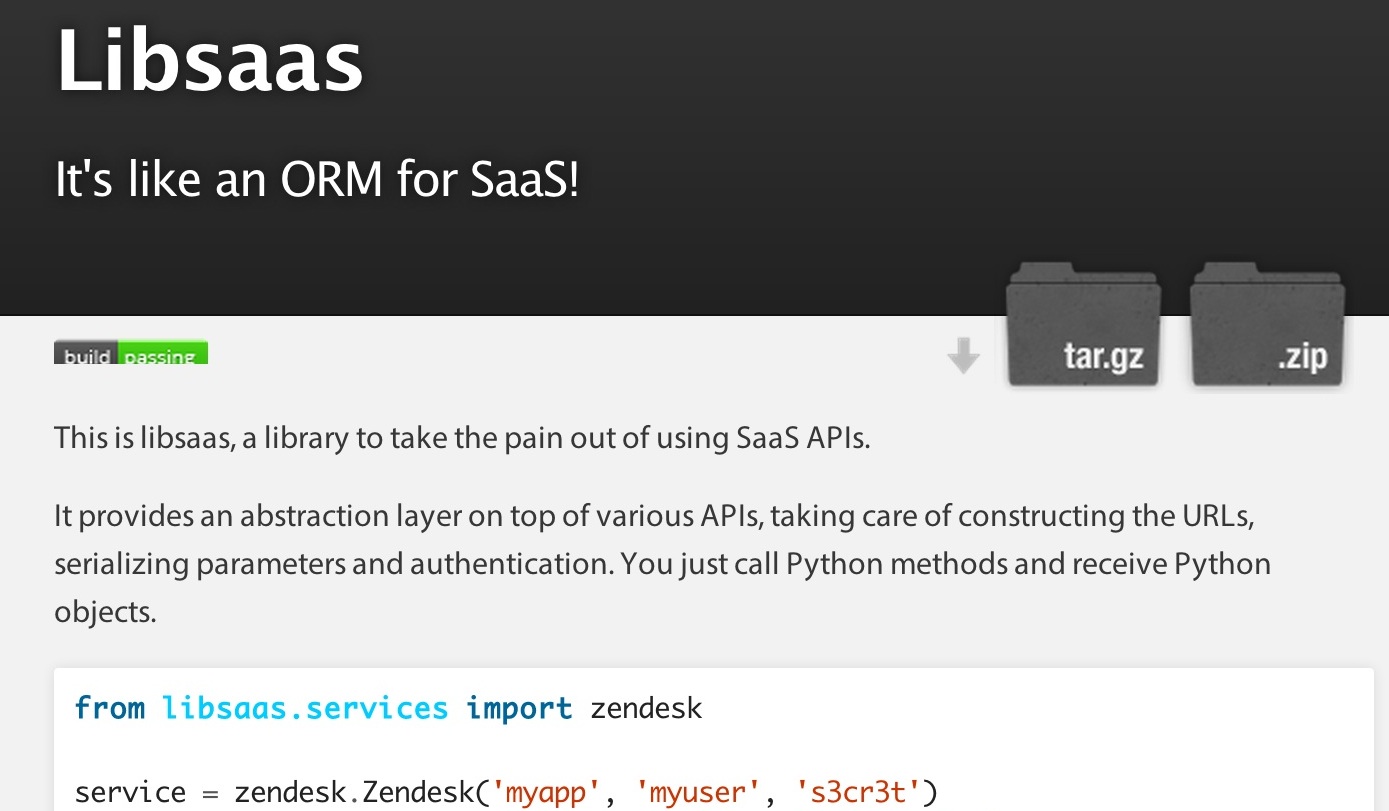 Libsaas
It's like an ORM for SaaS!
tar.gz
.zip
build passing
This is libsaas, a library to take the pain out of using SaaS APIs.
It provides an abstraction layer on top of various APIs, taking care of constructing the URLs,
serializing parameters and authentication. You just call Python methods and receive Python
objects.
from libsaas.services import zendesk
service = zendesk.Zendesk('myapp', 'myuser', 's3cr3t')